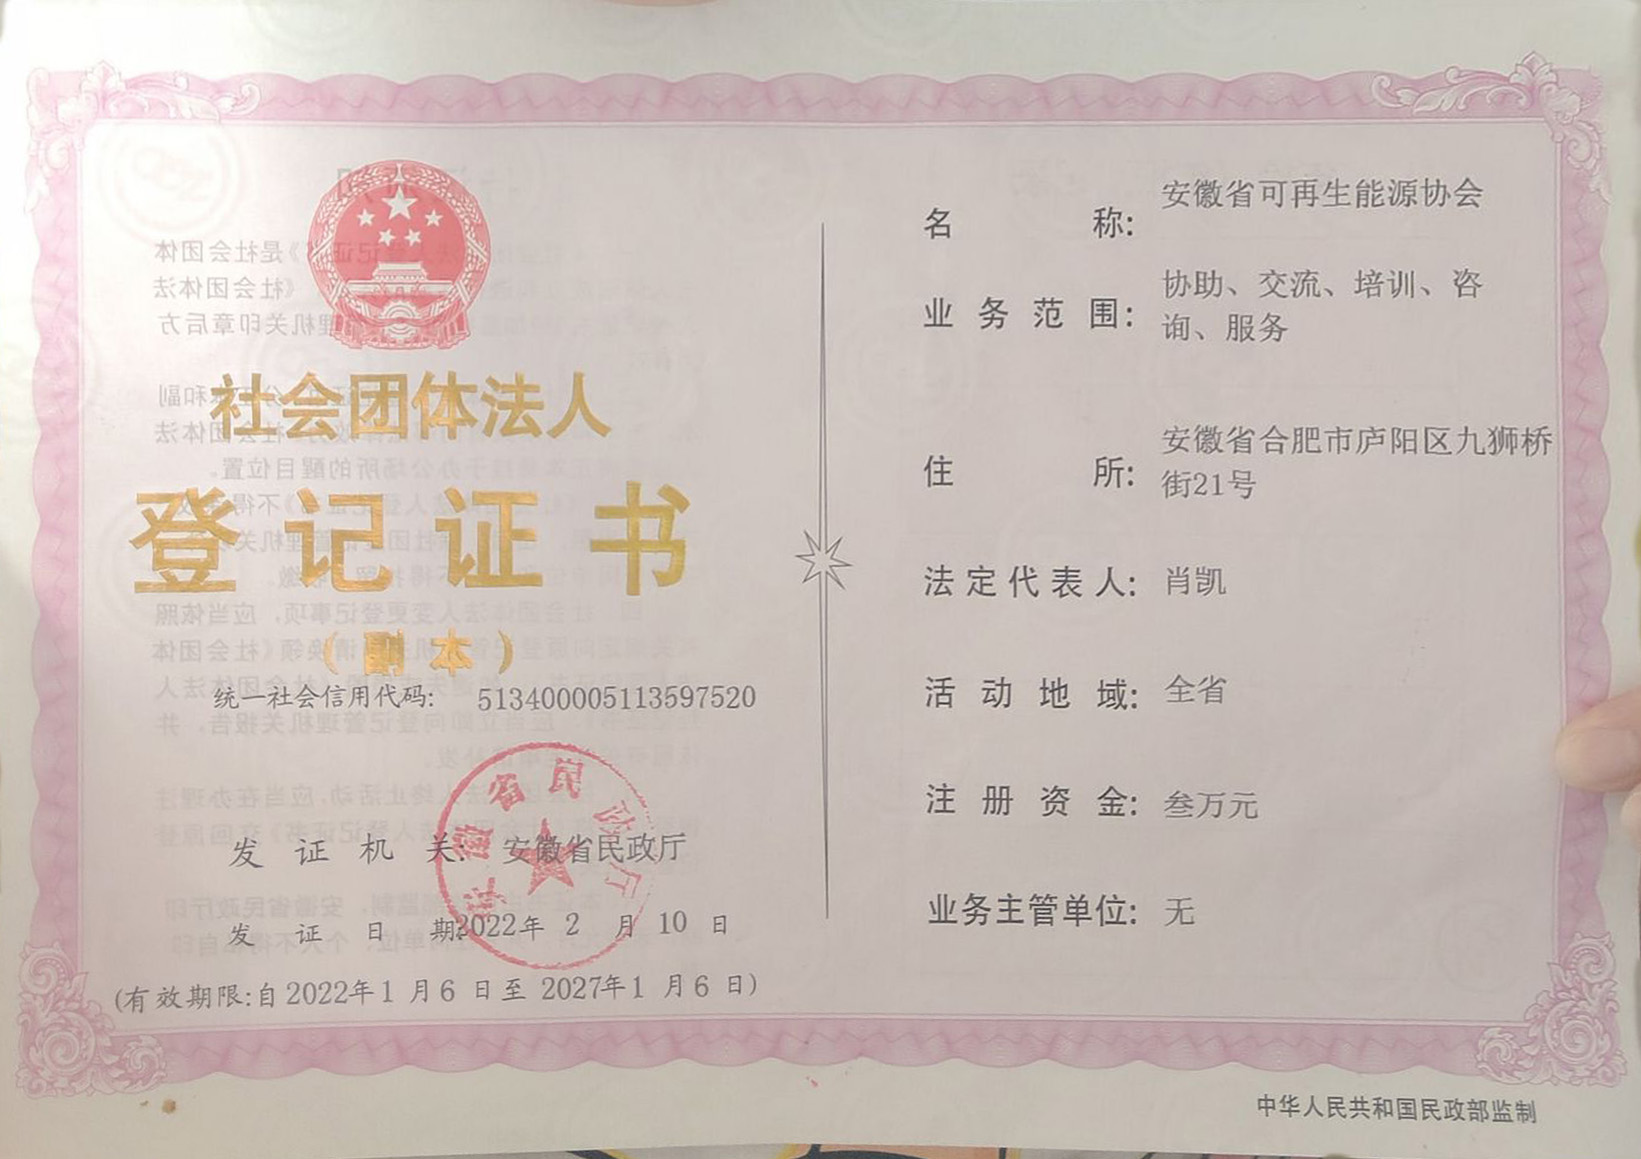 社会团体法人
登记证书
（副本）
统一社会信用代码: 513400005113597520
发证机关: 安徽省民政厅
发证日期: 2022年2月10日
(有效期限:自2022年1月6日至2027年1月6日)
安徽省民政厅
名称: 安徽省可再生能源协会
业务范围: 协助、交流、培训、咨
询、服务
住所: 安徽省合肥市庐阳区九狮桥
街21号
法定代表人: 肖凯
活动地域: 全省
注册资金: 叁万元
业务主管单位: 无
中华人民共和国民政部监制